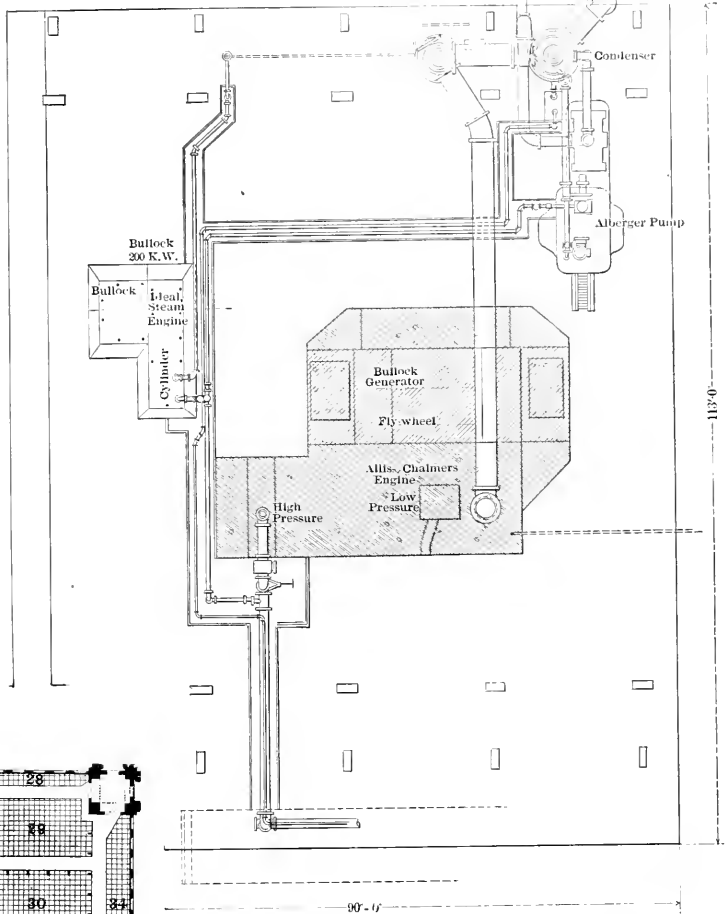 Condenser
Alberger Pump
Bullock
200 K.W.
Bullock
Ideal
Steam
Engine
Cylinder
Bullock
Generator
Fly-wheel
Allis-Chalmers
Engine
Low
Pressure
High
Pressure
113'-0"
28
29
30
34
90'-0"